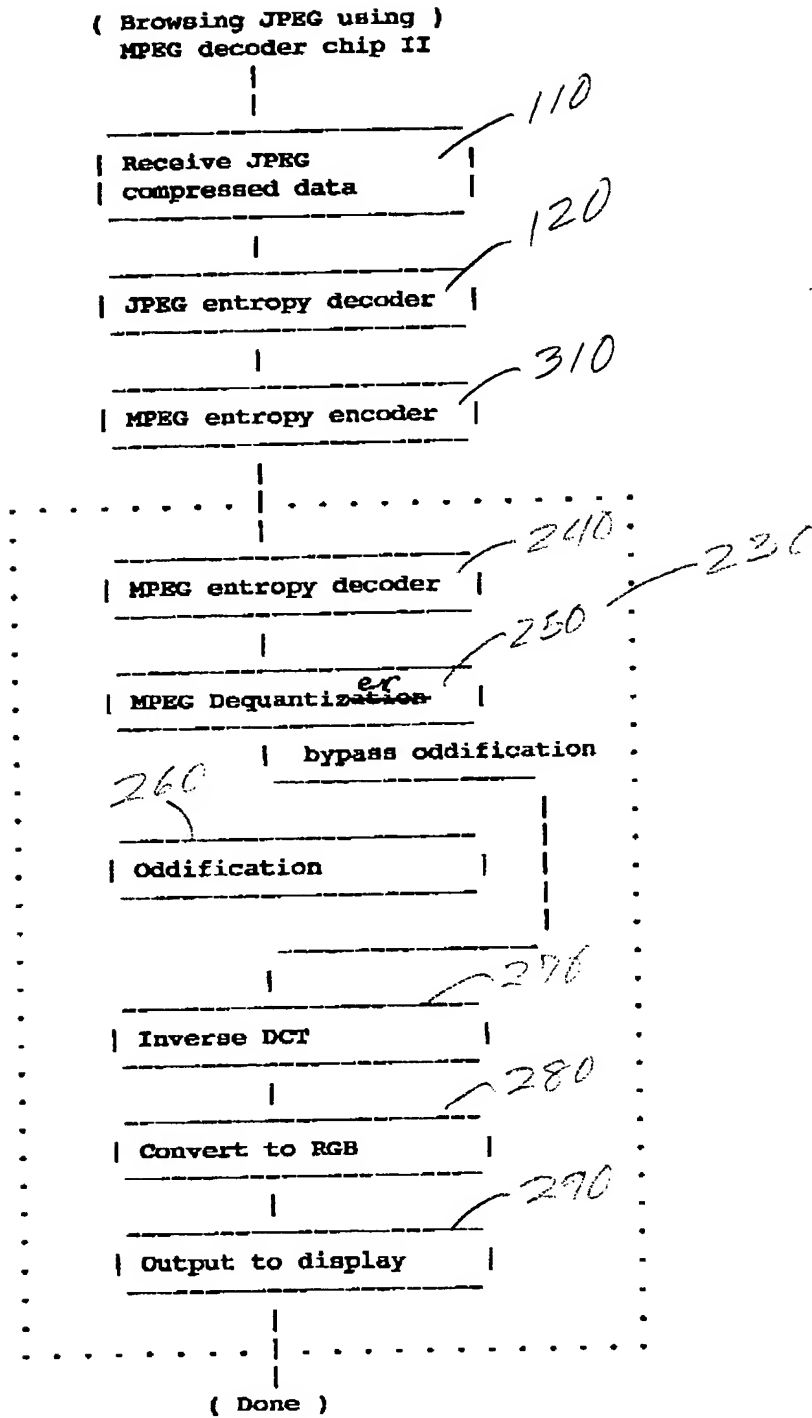 ( Browsing JPEG using )
MPEG decoder chip II
110
Receive JPEG
compressed data
120
JPEG entropy decoder
310
MPEG entropy encoder
240
MPEG entropy decoder
230
250
er
MPEG Dequantization
bypass oddification
260
Oddification
270
Inverse DCT
280
Convert to RGB
290
Output to display
( Done )